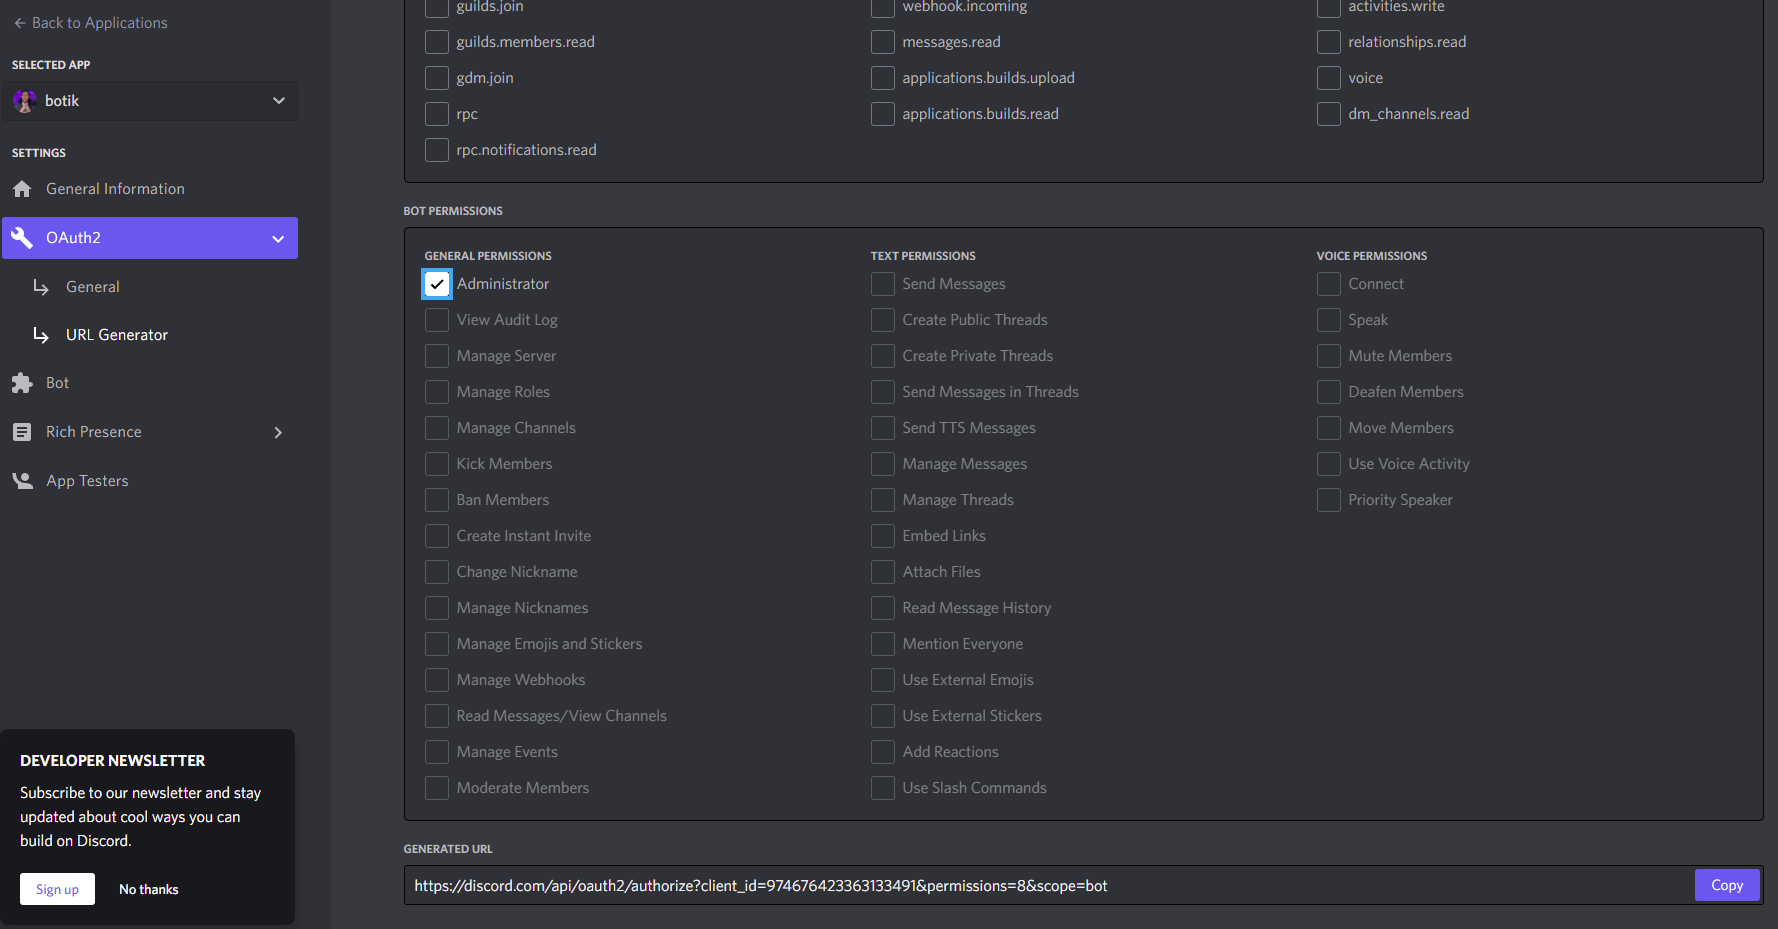 Back to Applications
SELECTED APP
botik
SETTINGS
General Information
OAuth2
General
URL Generator
Bot
Rich Presence
App Testers
DEVELOPER NEWSLETTER
Subscribe to our newsletter and stay
updated about cool ways you can
build on Discord.
Sign up
No thanks
guilds.join
guilds.members.read
gdm.join
rpc
rpc.notifications.read
webhook.incoming
messages.read
applications.builds.upload
applications.builds.read
activities.write
relationships.read
voice
dm_channels.read
BOT PERMISSIONS
GENERAL PERMISSIONS
Administrator
View Audit Log
Manage Server
Manage Roles
Manage Channels
Kick Members
Ban Members
Create Instant Invite
Change Nickname
Manage Nicknames
Manage Emojis and Stickers
Manage Webhooks
Read Messages/View Channels
Manage Events
Moderate Members
TEXT PERMISSIONS
Send Messages
Create Public Threads
Create Private Threads
Send Messages in Threads
Send TTS Messages
Manage Messages
Manage Threads
Embed Links
Attach Files
Read Message History
Mention Everyone
Use External Emojis
Use External Stickers
Add Reactions
Use Slash Commands
VOICE PERMISSIONS
Connect
Speak
Mute Members
Deafen Members
Move Members
Use Voice Activity
Priority Speaker
GENERATED URL
https://discord.com/api/oauth2/authorize?client_id=974676423363133491&permissions=8&scope=bot
Copy